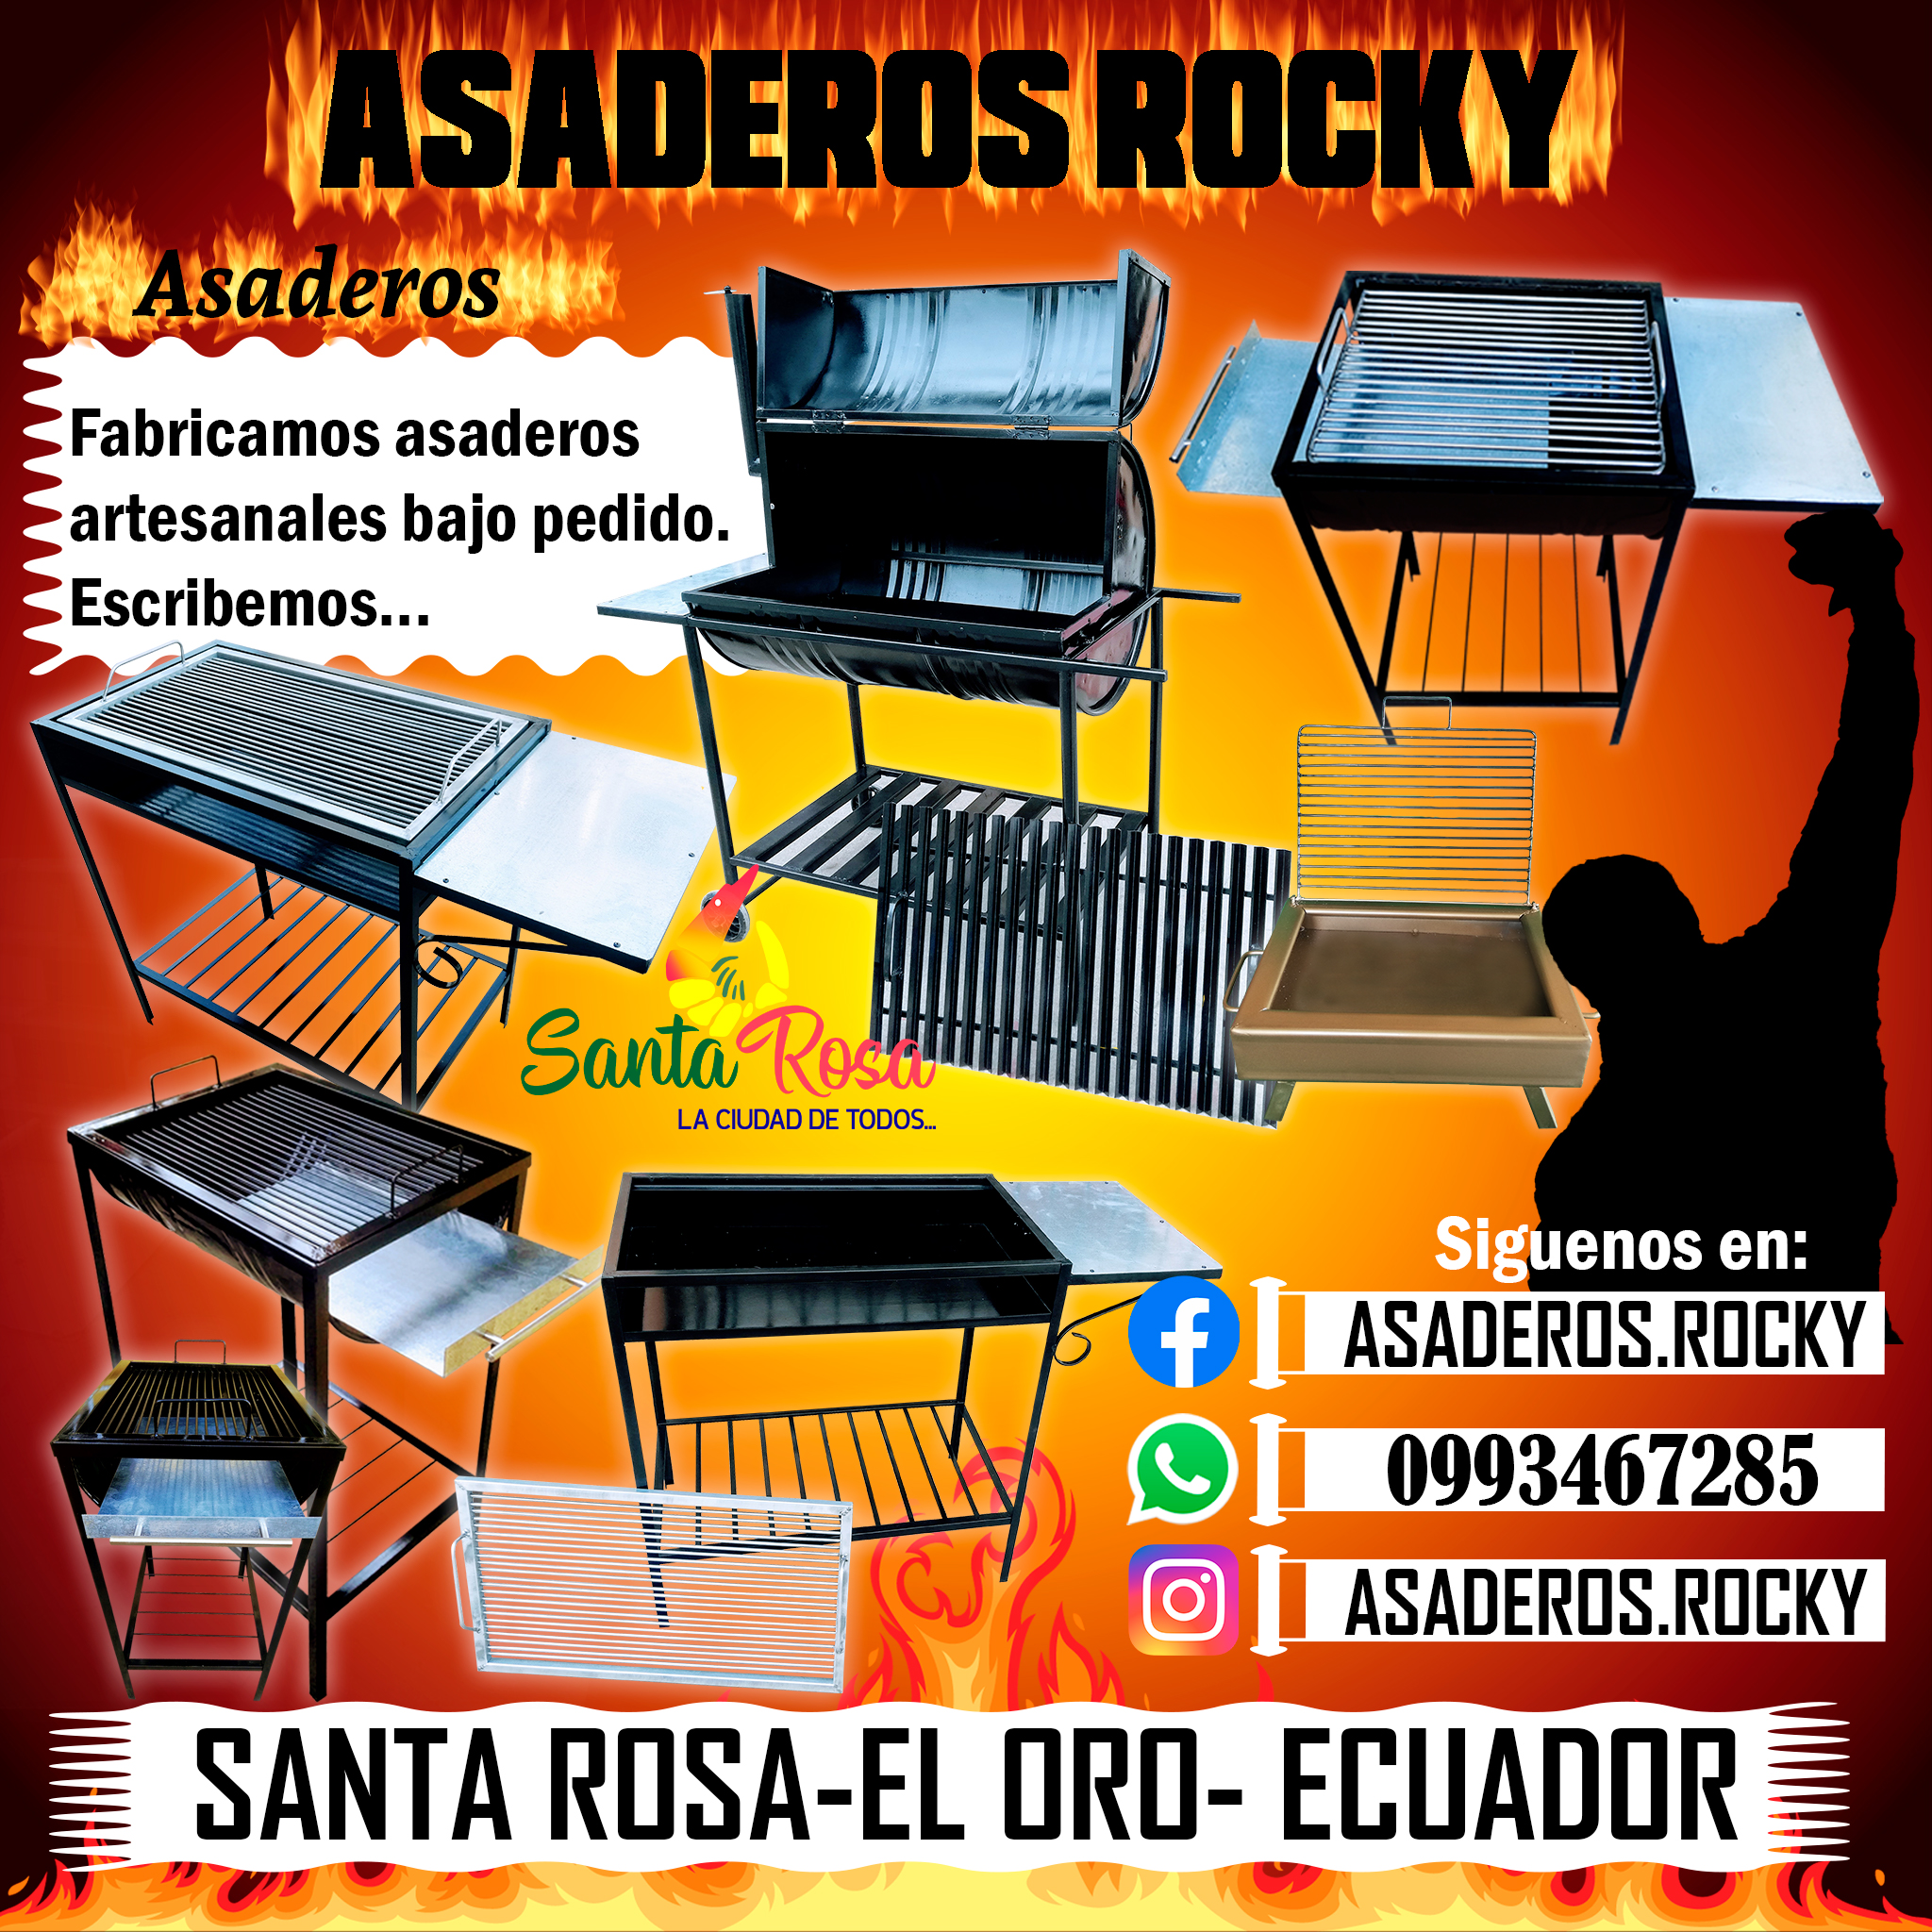 ASADEROS ROCKY
Asaderos
Fabricamos asaderos
artesanales bajo pedido.
Escribemos...
Santa Rosa
LA CIUDAD DE TODOS...
Siguenos en:
ASADEROS.ROCKY
0993467285
ASADEROS.ROCKY
SANTA ROSA-EL ORO- ECUADOR